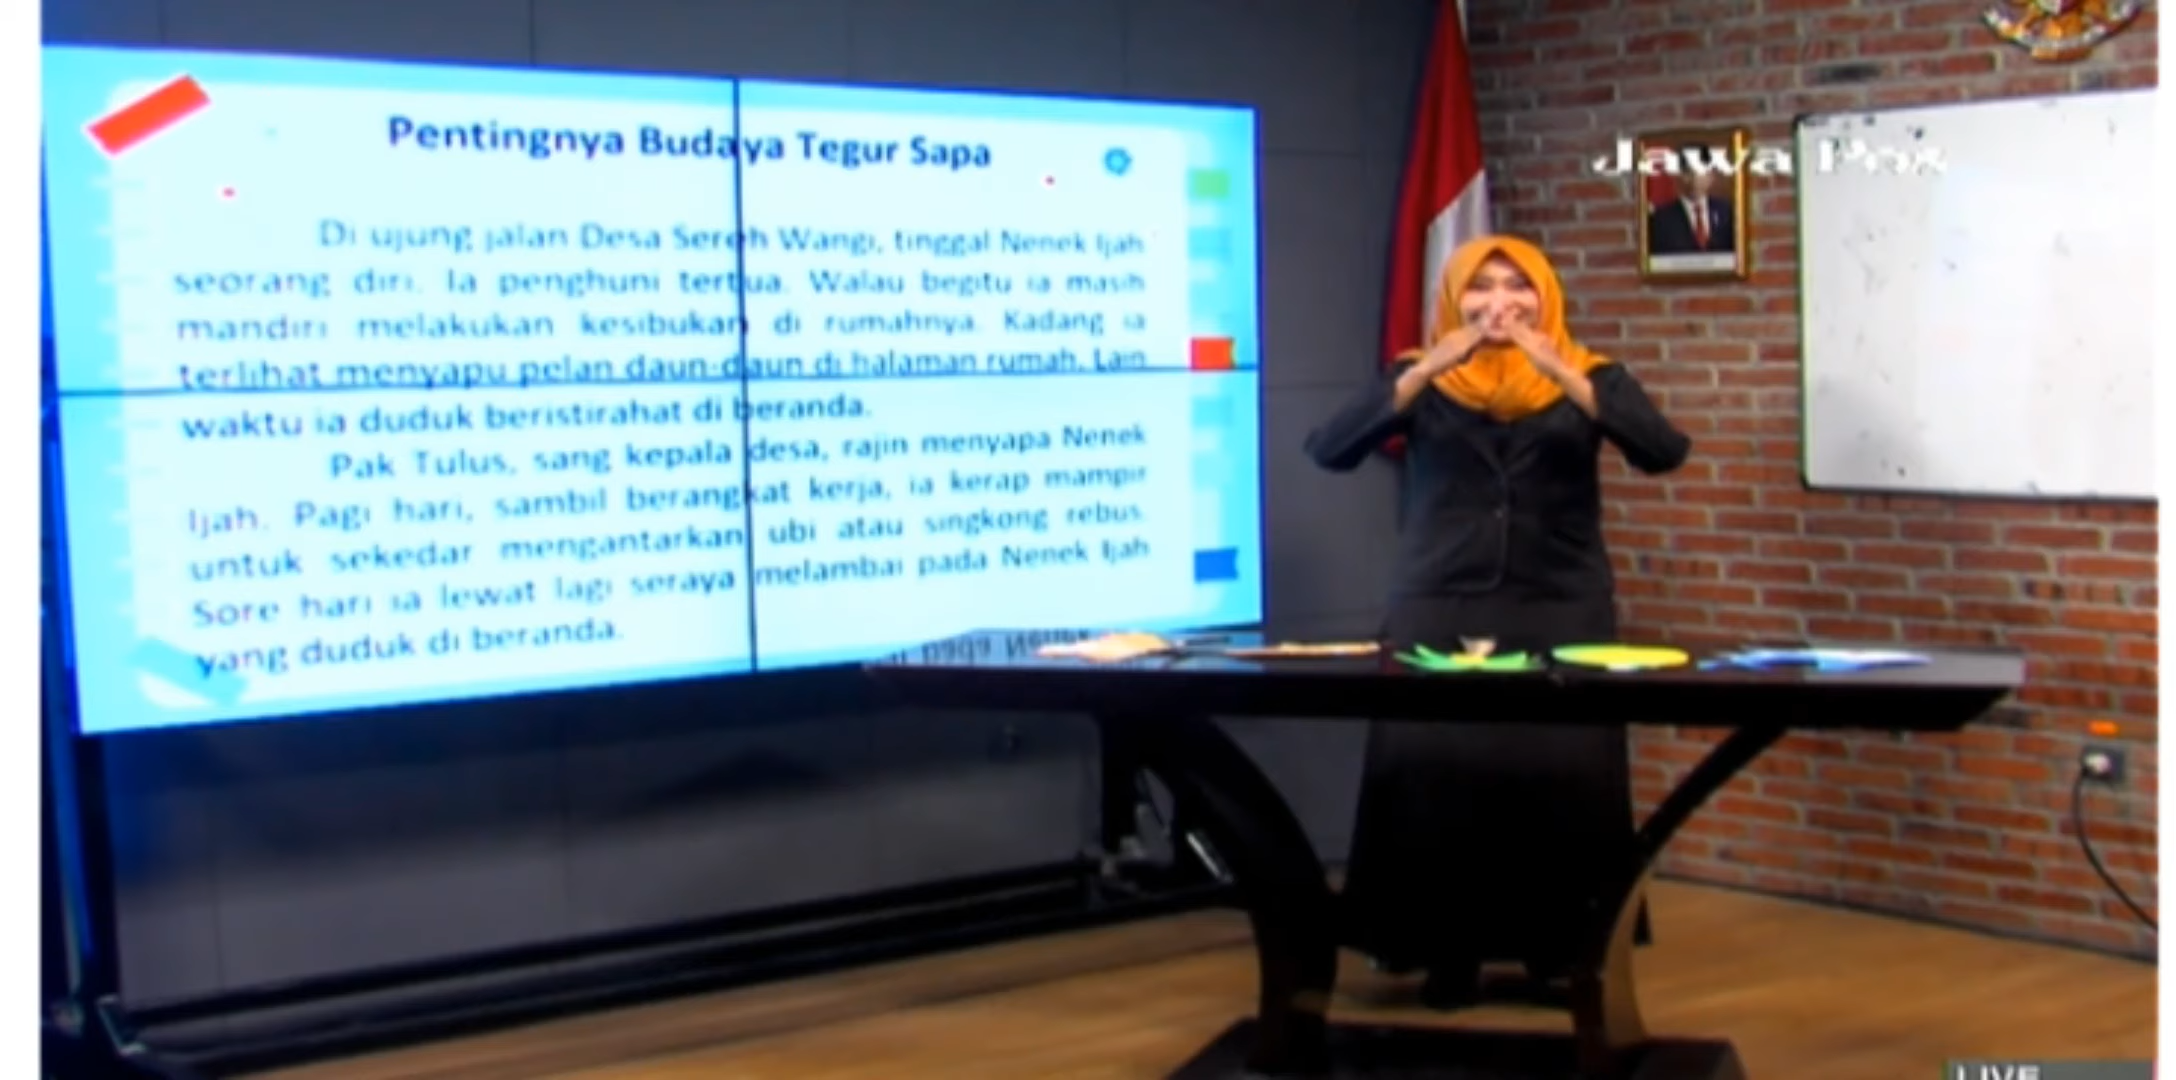 Pentingnya Budaya Tegur Sapa
Di ujung jalan Desa Sereh Wangi, tinggal Nenek Ijah
seorang diri. Ia penghuni tertua. Walau begitu ia masih
mandiri melakukan kesibukan di rumahnya. Kadang ia
terlihat menyapu pelan daun-daun di halaman rumah. Lain
waktu ia duduk beristirahat di beranda.
Pak Tulus, sang kepala desa, rajin menyapa Nenek
Ijah. Pagi hari, sambil berangkat kerja, ia kerap mampir
untuk sekedar mengantarkan ubi atau singkong rebus.
Sore hari ia lewat lagi seraya melambai pada Nenek Ijah
yang duduk di beranda.
Jawa Pos
LIVE